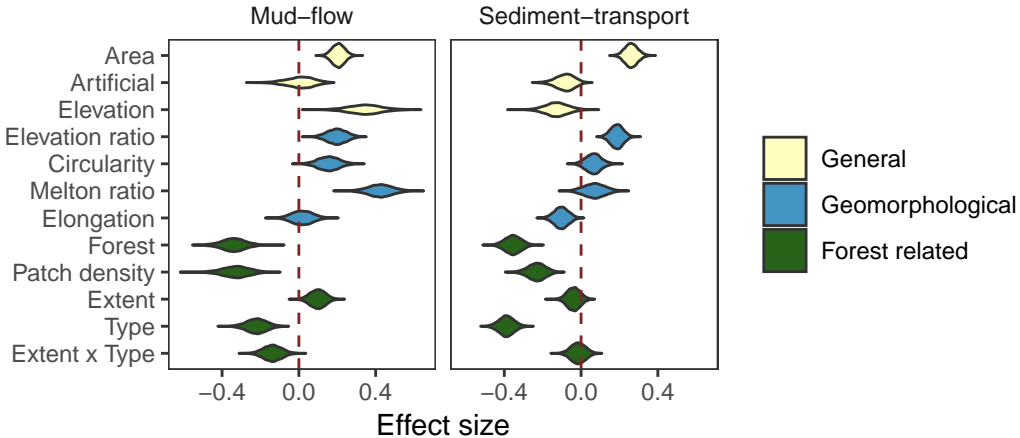 Mud−flow Sediment−transport
Area
Artificial
Elevation
Elevation ratio
Circularity
Melton ratio
Elongation
Forest
Patch density
Extent
Type
Extent x Type
−0.4 0.0 0.4 −0.4 0.0 0.4
Effect size
General
Geomorphological
Forest related